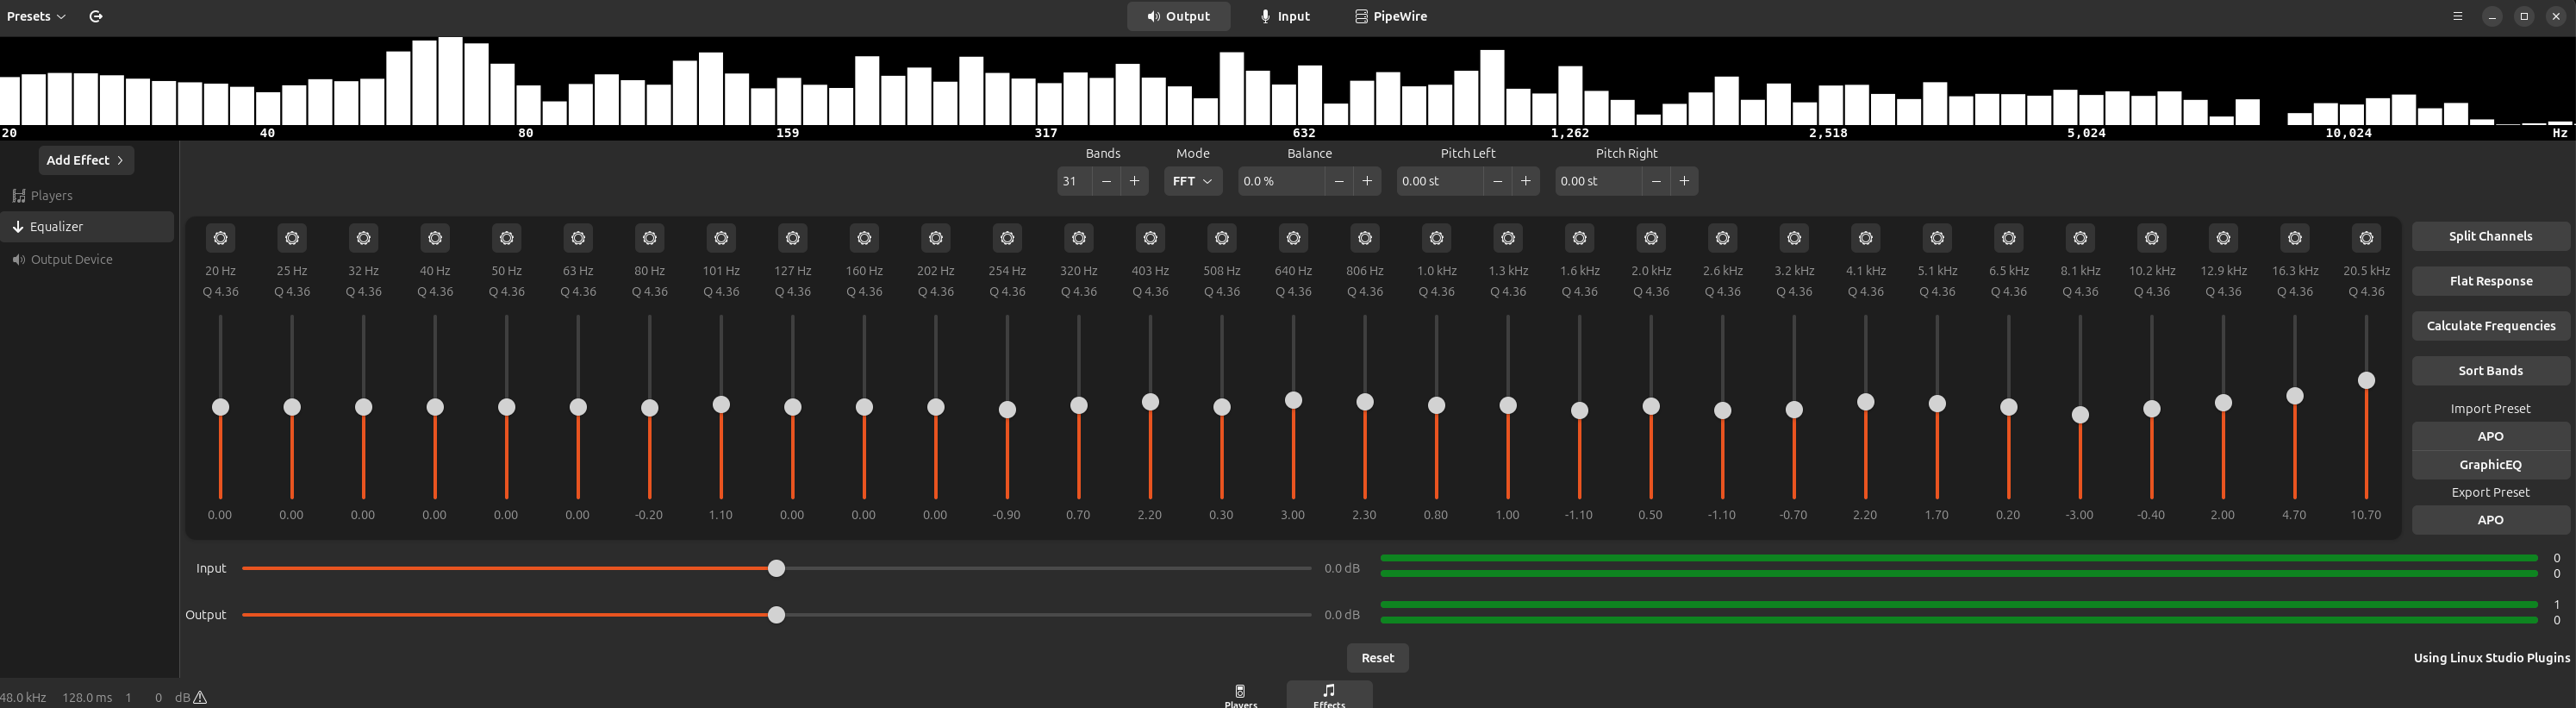 Presets
Output Input PipeWire
20 40 80 159 317 632 1,262 2,518 5,024 10,024 Hz
Add Effect
Players
Equalizer
Output Device
Bands Mode Balance Pitch Left Pitch Right
31 FFT 0.0 % 0.00 st 0.00 st
20 Hz 25 Hz 32 Hz 40 Hz 50 Hz 63 Hz 80 Hz 101 Hz 127 Hz 160 Hz 202 Hz 254 Hz 320 Hz 403 Hz 508 Hz 640 Hz 806 Hz 1.0 kHz 1.3 kHz 1.6 kHz 2.0 kHz 2.6 kHz 3.2 kHz 4.1 kHz 5.1 kHz 6.5 kHz 8.1 kHz 10.2 kHz 12.9 kHz 16.3 kHz 20.5 kHz
Q 4.36 Q 4.36 Q 4.36 Q 4.36 Q 4.36 Q 4.36 Q 4.36 Q 4.36 Q 4.36 Q 4.36 Q 4.36 Q 4.36 Q 4.36 Q 4.36 Q 4.36 Q 4.36 Q 4.36 Q 4.36 Q 4.36 Q 4.36 Q 4.36 Q 4.36 Q 4.36 Q 4.36 Q 4.36 Q 4.36 Q 4.36 Q 4.36 Q 4.36 Q 4.36 Q 4.36
0.00 0.00 0.00 0.00 0.00 0.00 -0.20 1.10 0.00 0.00 0.00 -0.90 0.70 2.20 0.30 3.00 2.30 0.80 1.00 -1.10 0.50 -1.10 -0.70 2.20 1.70 0.20 -3.00 -0.40 2.00 4.70 10.70
Split Channels
Flat Response
Calculate Frequencies
Sort Bands
Import Preset
APO
GraphicEQ
Export Preset
APO
Input 0.0 dB 0
0
Output 0.0 dB 1
0
Reset
Using Linux Studio Plugins
48.0 kHz 128.0 ms 1 0 dB
Players Effects